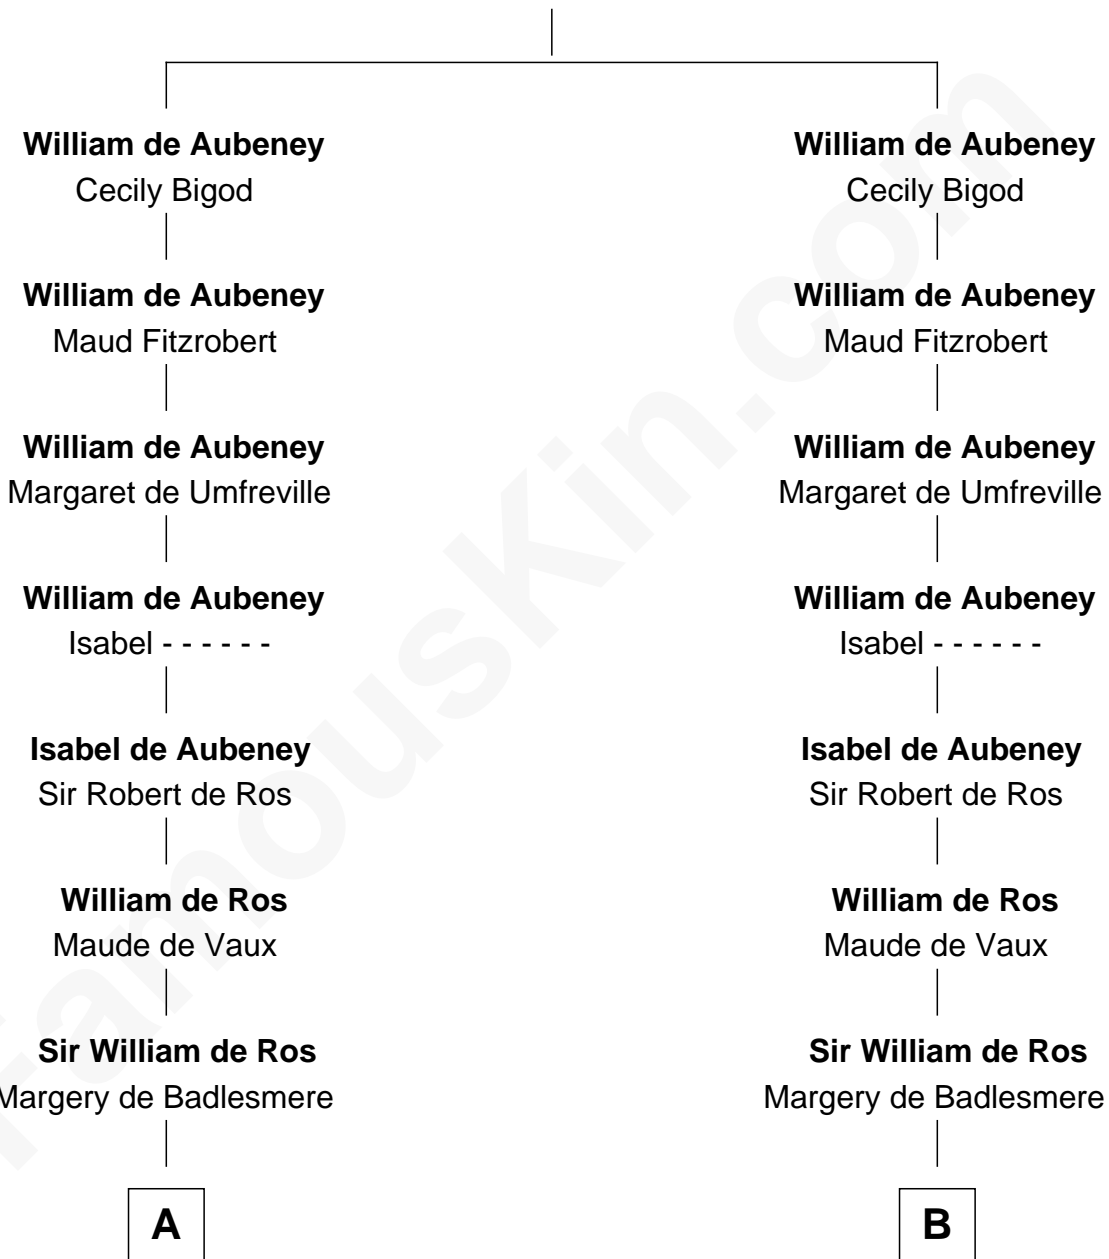 William de Aubeney
Cecily Bigod
William de Aubeney
Maud Fitzrobert
William de Aubeney
Margaret de Umfreville
William de Aubeney
Isabel - - - - - -
Isabel de Aubeney
Sir Robert de Ros
William de Ros
Maude de Vaux
Sir William de Ros
Margery de Badlesmere
A
William de Aubeney
Cecily Bigod
William de Aubeney
Maud Fitzrobert
William de Aubeney
Margaret de Umfreville
William de Aubeney
Isabel - - - - - -
Isabel de Aubeney
Sir Robert de Ros
William de Ros
Maude de Vaux
Sir William de Ros
Margery de Badlesmere
B
FamousKin.com